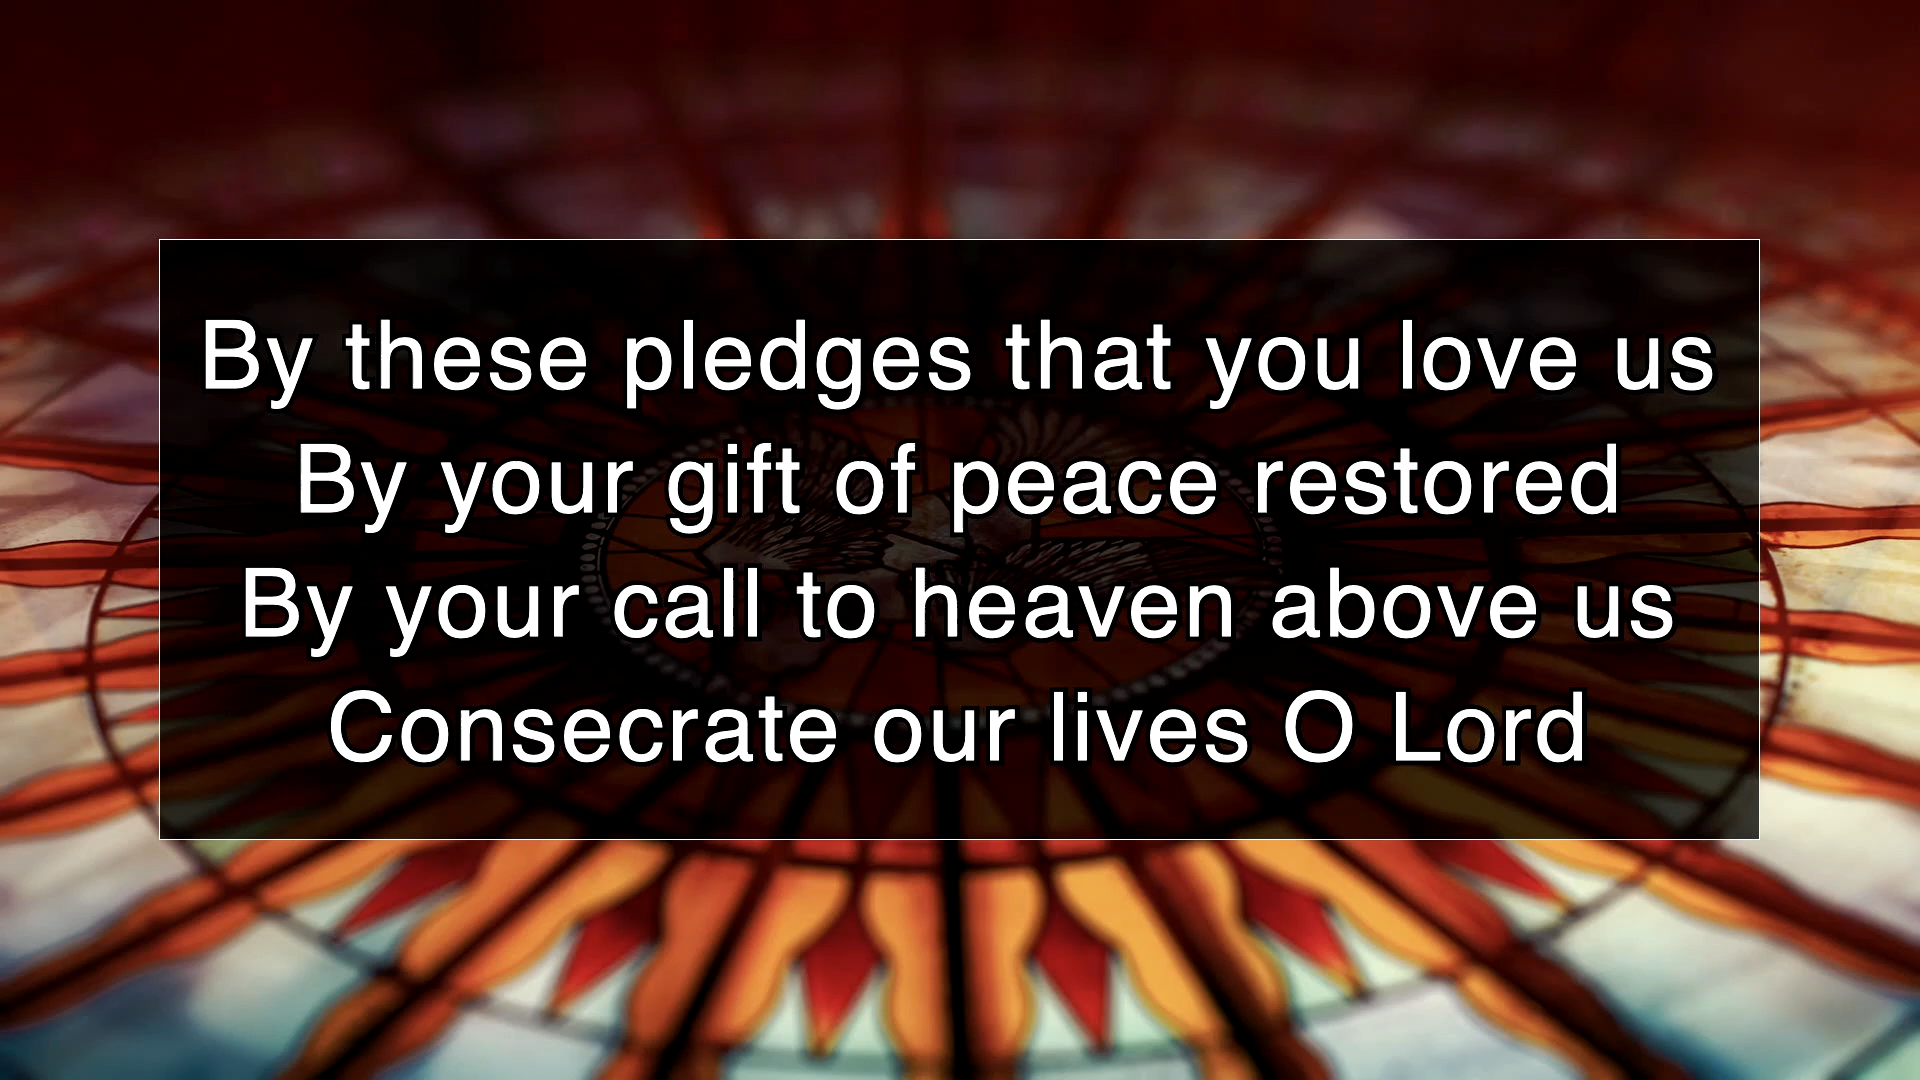 By these pledges that you love us
By your gift of peace restored
By your call to heaven above us
Consecrate our lives O Lord